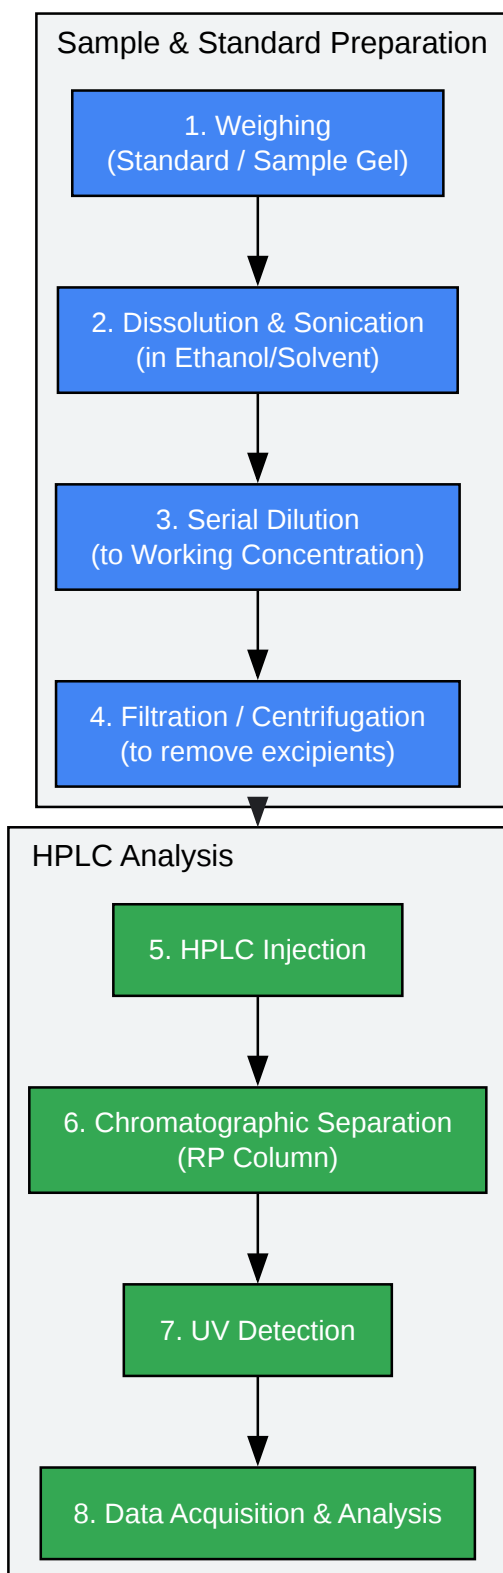 Sample & Standard Preparation
1. Weighing
(Standard / Sample Gel)
2. Dissolution & Sonication
(in Ethanol/Solvent)
3. Serial Dilution
(to Working Concentration)
4. Filtration / Centrifugation
(to remove excipients)
HPLC Analysis
5. HPLC Injection
6. Chromatographic Separation
(RP Column)
7. UV Detection
8. Data Acquisition & Analysis